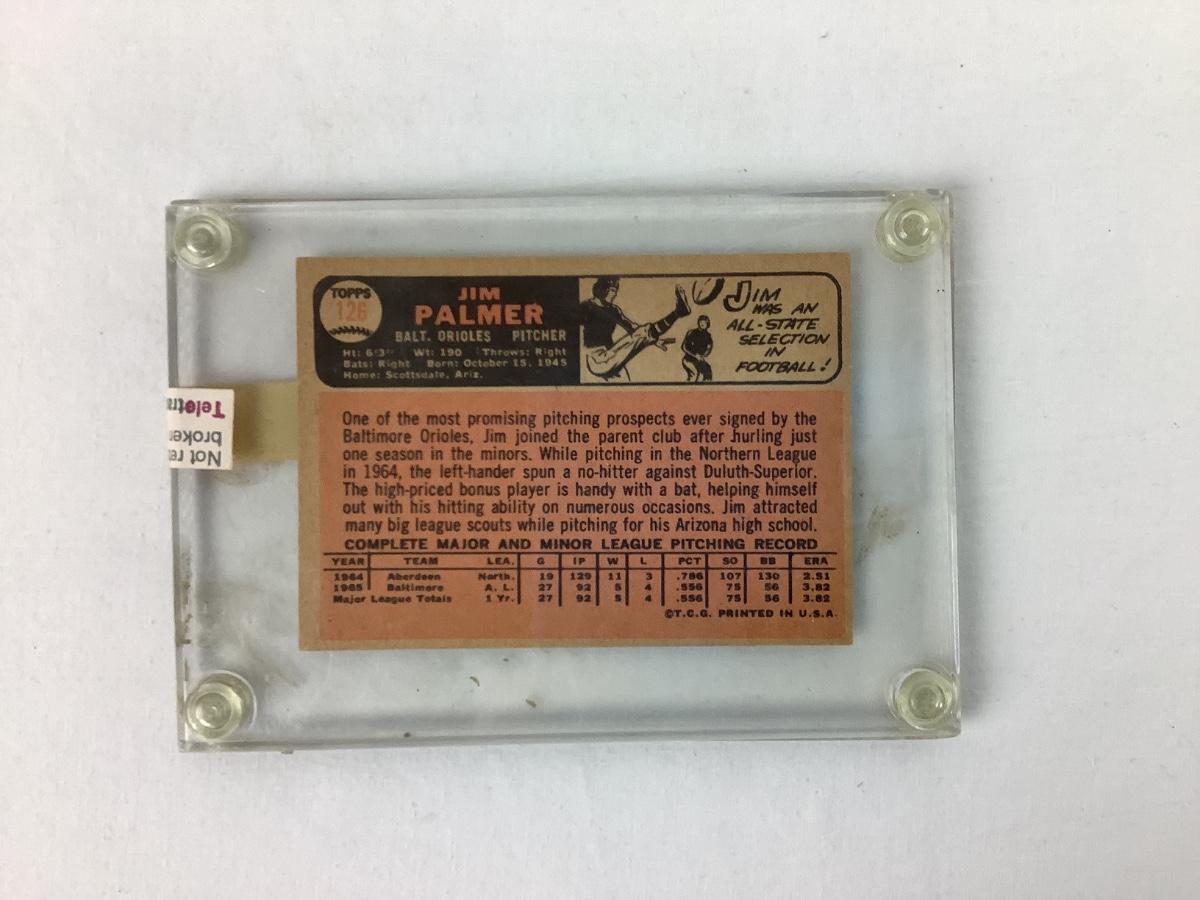 TOPPS
126
JIM
PALMER
BALT. ORIOLES PITCHER
Ht: 6'3" Wt: 190 Throws: Right
Bats: Right Born: October 15, 1945
Home: Scottsdale, Ariz.
JIM
WAS AN
ALL-STATE
SELECTION
IN
FOOTBALL!
One of the most promising pitching prospects ever signed by the
Baltimore Orioles, Jim joined the parent club after hurling just
one season in the minors. While pitching in the Northern League
in 1964, the left-hander spun a no-hitter against Duluth-Superior.
The high-priced bonus player is handy with a bat, helping himself
out with his hitting ability on numerous occasions. Jim attracted
many big league scouts while pitching for his Arizona high school.
COMPLETE MAJOR AND MINOR LEAGUE PITCHING RECORD
YEAR TEAM LEA. G IP W L PCT SO BB ERA
1964 Aberdeen North. 19 129 11 3 .786 107 130 2.51
1965 Baltimore A. L. 27 92 5 4 .556 75 56 3.82
Major League Totals 1 Yr. 27 92 5 4 .556 75 56 3.82
©T.C.G. PRINTED IN U.S.A.
Not
broken